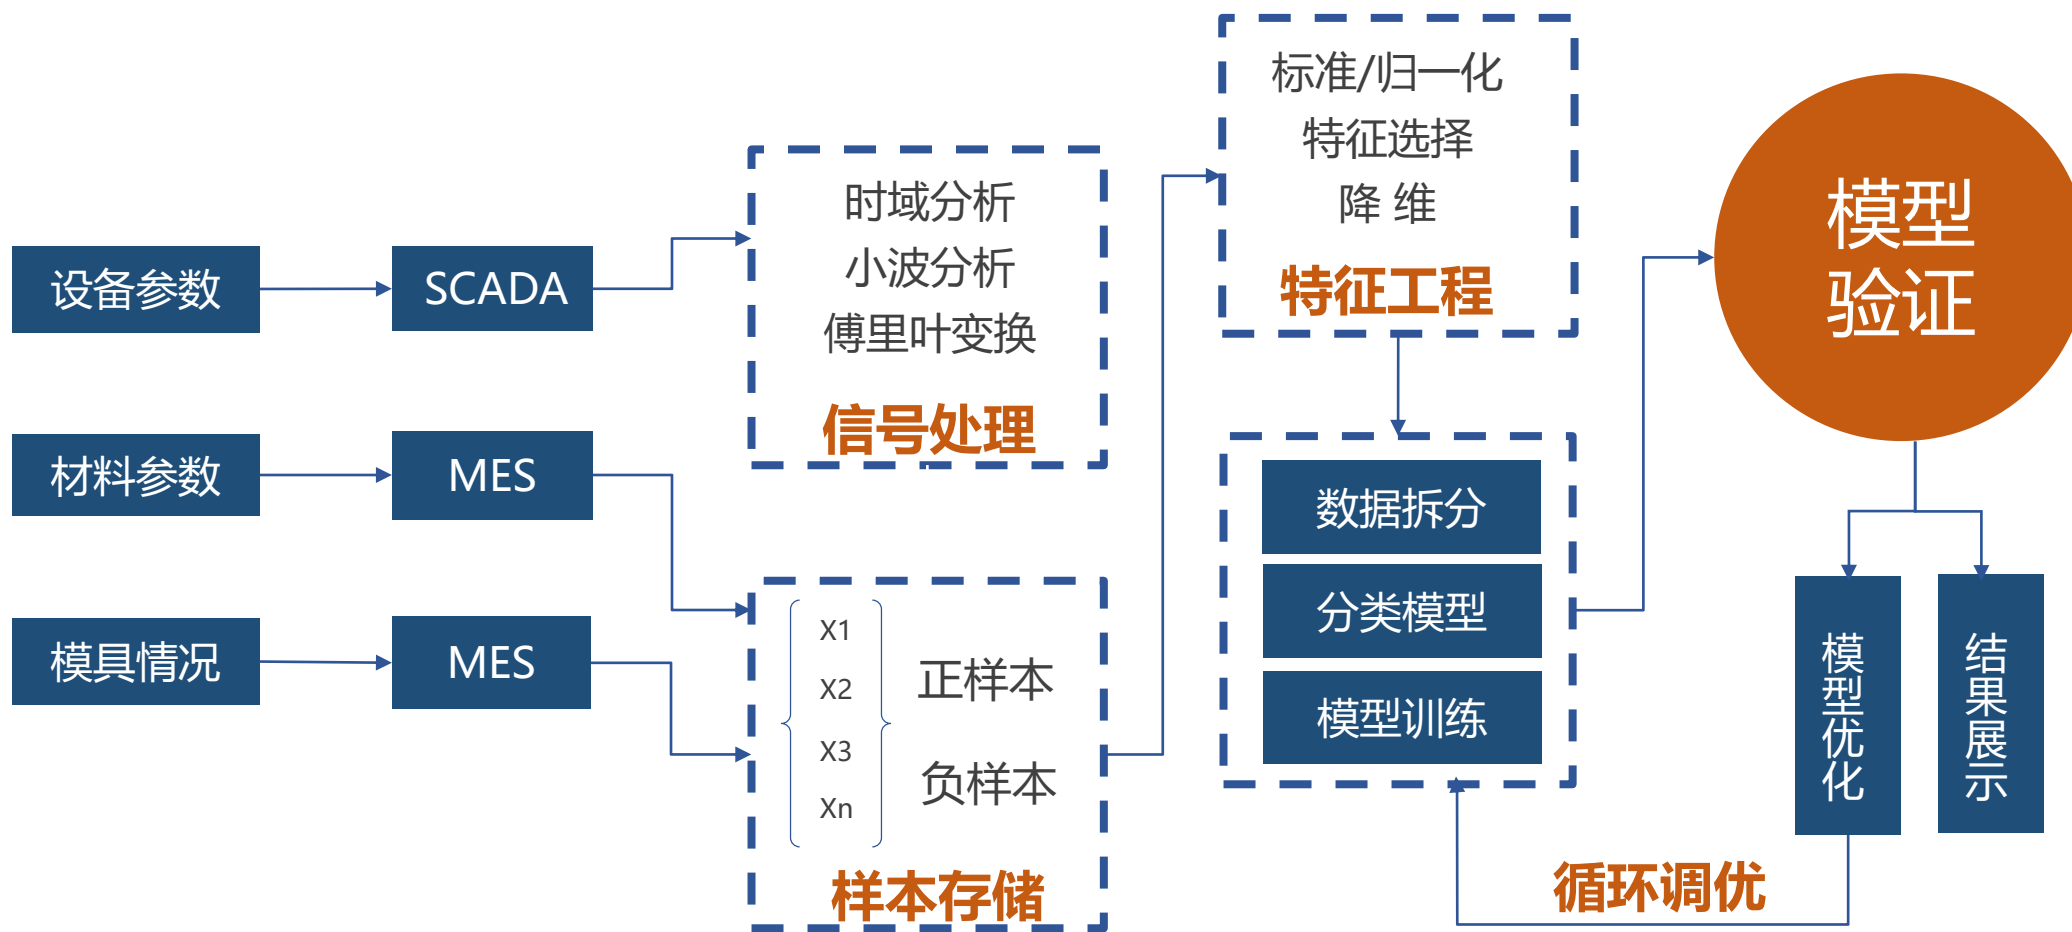 设备参数
SCADA
材料参数
MES
模具情况
MES
时域分析
小波分析
傅里叶变换
信号处理
X1
X2
X3
Xn
正样本
负样本
样本存储
标准/归一化
特征选择
降 维
特征工程
数据拆分
分类模型
模型训练
模型
验证
模型优化
结果展示
循环调优